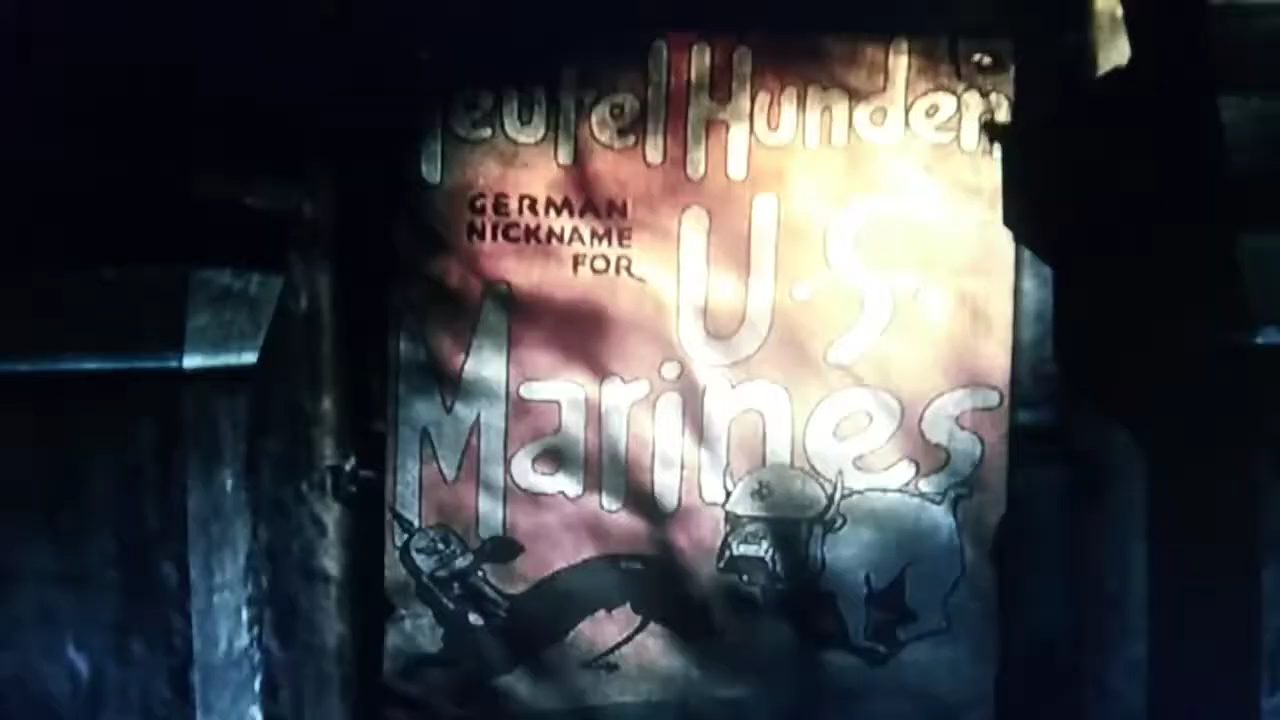 Teufel Hunden
GERMAN
NICKNAME
FOR
U.S.
Marines